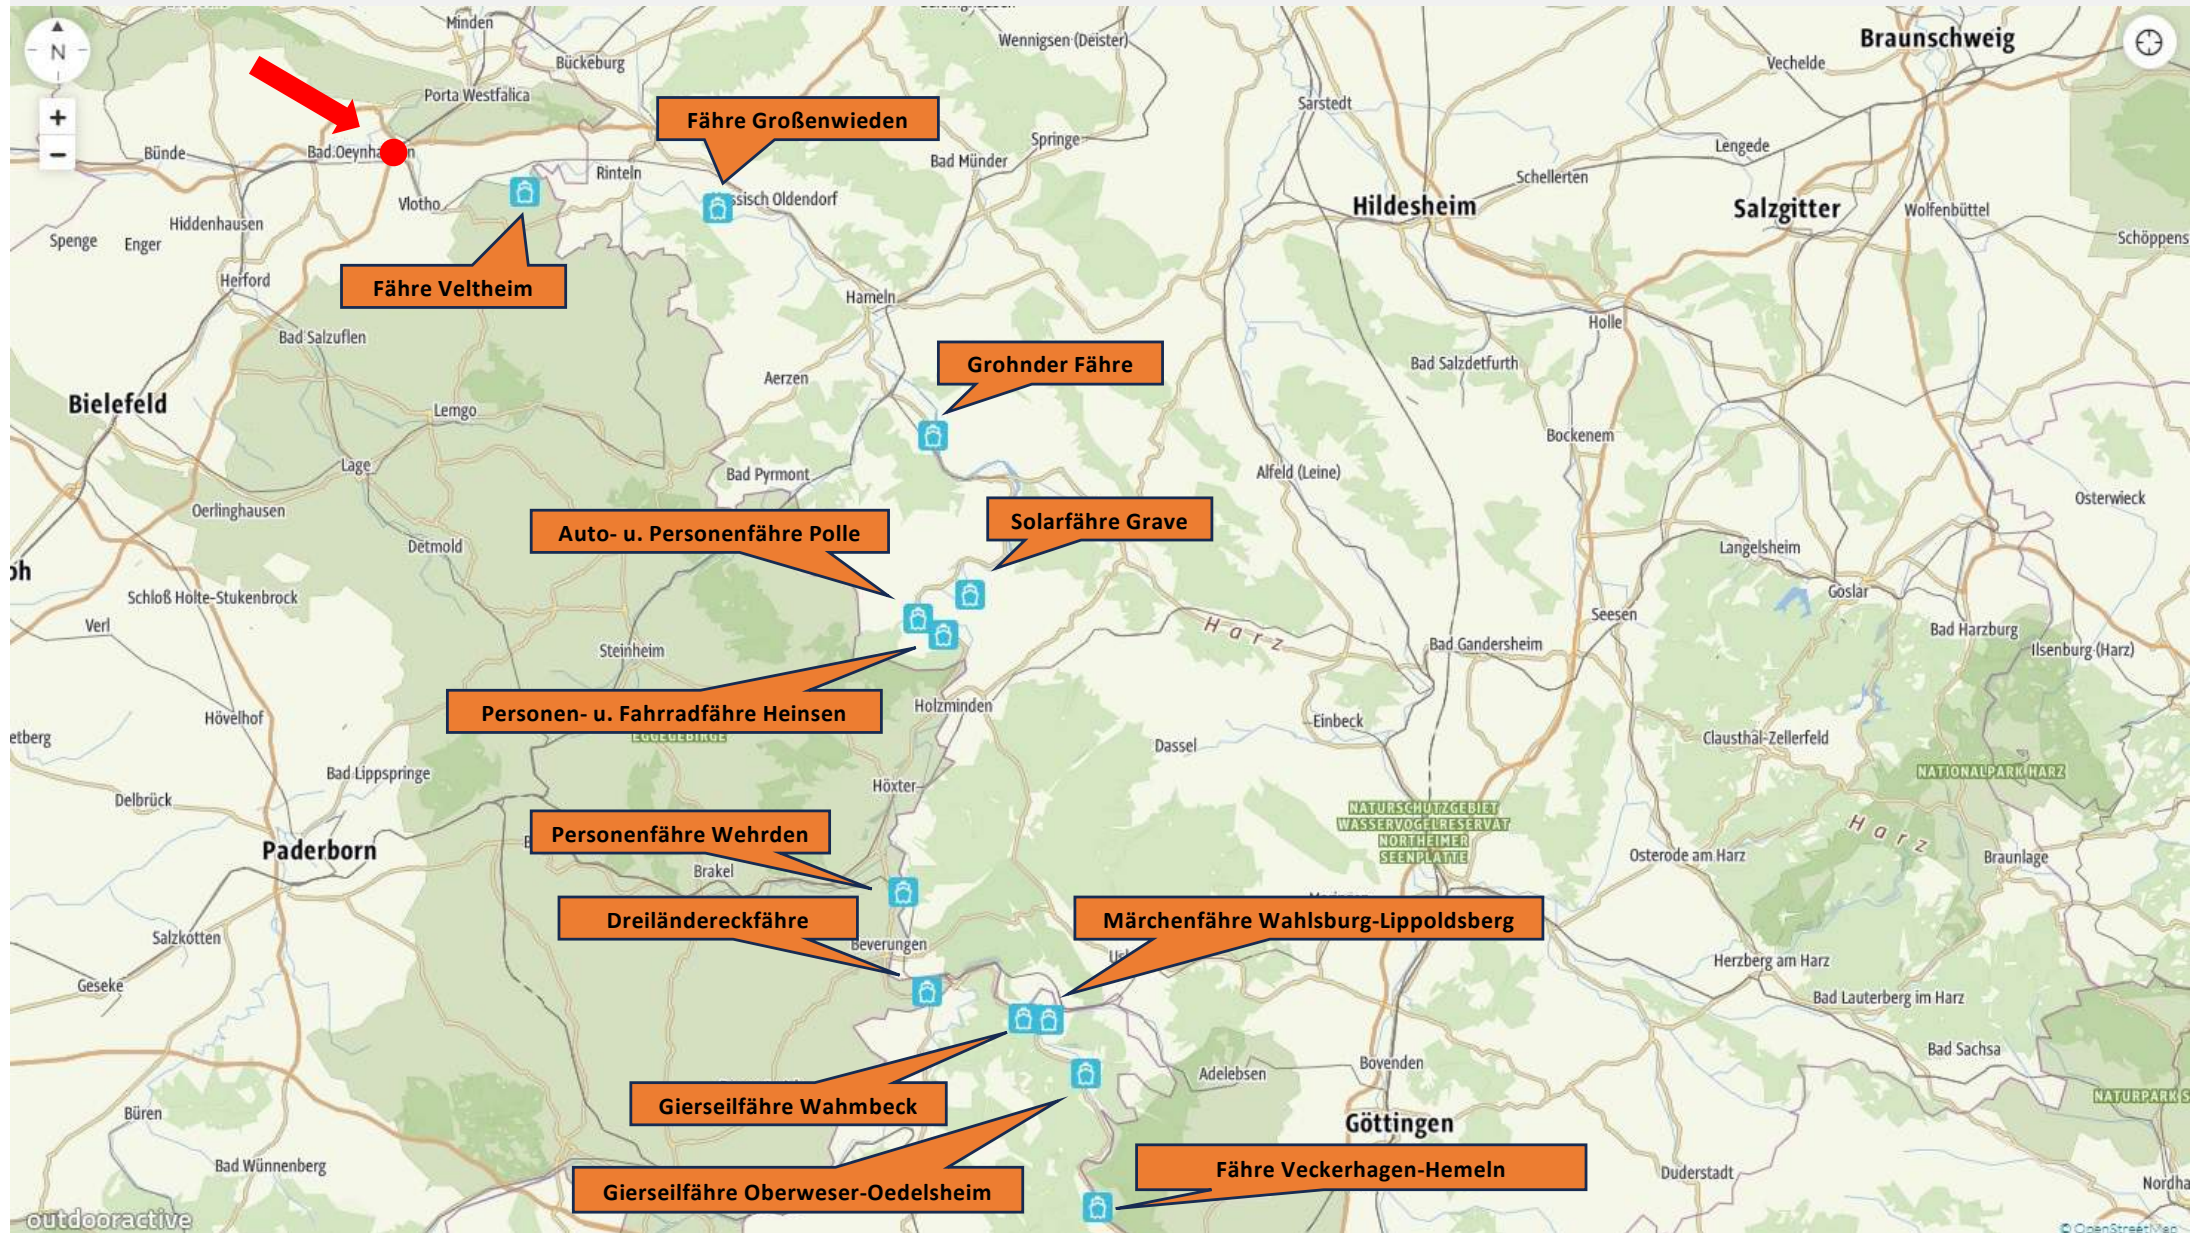 Minden
Wennigsen (Deister)
Braunschweig
N
Bückeburg
Vechelde
Porta Westfalica
Sarstedt
+
Fähre Großenwieden
Springe
Lengede
−
Bünde
Rinteln
Bad Münder
Schellerten
Vlotho
ssisch Oldendorf
Hildesheim
Salzgitter
Wolfenbüttel
Hiddenhausen
Spenge
Enger
Schöppens
Herford
Fähre Veltheim
Hameln
Bad Salzuflen
Holle
Grohnder Fähre
Bad Salzdetfurth
Aerzen
Bielefeld
Lemgo
Bockenem
Lage
Bad Pyrmont
Alfeld (Leine)
Osterwieck
Oerlinghausen
Auto- u. Personenfähre Polle
Solarfähre Grave
Detmold
Langelsheim
Schloß Holte-Stukenbrock
Goslar
Verl
Seesen
Harz
Bad Harzburg
Steinheim
Bad Gandersheim
Ilsenburg (Harz)
Holzminden
Personen- u. Fahrradfähre Heinsen
Hövelhof
Einbeck
etberg
EGGEGEBIRGE
Dassel
Clausthal-Zellerfeld
Bad Lippspringe
NATIONALPARK HARZ
Höxter
Delbrück
NATURSCHUTZGEBIET
WASSERVOGELRESERVAT
NORTHEIMER
SEENPLATTE
Harz
Personenfähre Wehrden
Paderborn
Osterode am Harz
Braunlage
Brakel
Dreiländereckfähre
Märchenfähre Wahlsburg-Lippoldsberg
Salzkotten
Beverungen
Herzberg am Harz
Geseke
Bad Lauterberg im Harz
Bad Sachsa
Bovenden
Adelebsen
NATURPARK S
Gierseilfähre Wahmbeck
Büren
Göttingen
Bad Wünnenberg
Fähre Veckerhagen-Hemeln
Duderstadt
Nordha
Gierseilfähre Oberweser-Oedelsheim
outdooractive
© OpenStreetMap